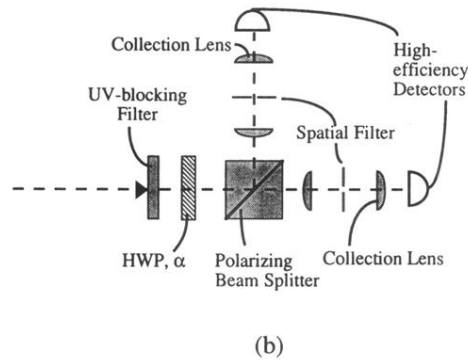 Collection Lens
High-
efficiency
Detectors
UV-blocking
Filter
Spatial Filter
HWP, α
Polarizing
Beam Splitter
Collection Lens
(b)